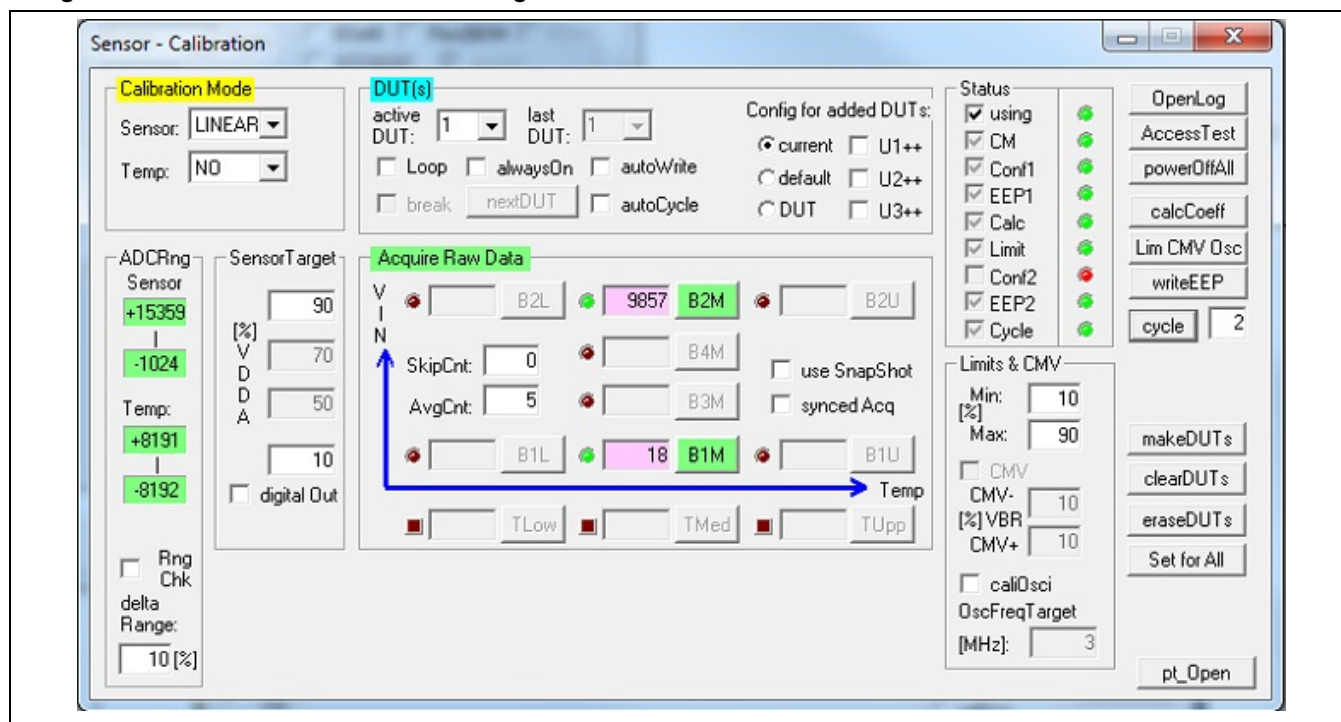 Sensor - Calibration
Calibration Mode
Sensor: LINEAR
Temp: NO
DUT(s)
active DUT: 1 last DUT: 1
Loop alwaysOn autoWrite
break nextDUT autoCycle
Config for added DUTs:
current U1++
default U2++
DUT U3++
Status
using
CM
Conf1
EEP1
Calc
Limit
Conf2
EEP2
Cycle
OpenLog
AccessTest
powerOffAll
calcCoeff
Lim CMV Osc
writeEEP
cycle 2
ADCRng
Sensor
+15359
|
-1024
Temp:
+8191
|
-8192
Rng
Chk
delta
Range:
10 [%]
SensorTarget
[%]
V
D
D
A
90
70
50
10
digital Out
Acquire Raw Data
V
I
N
B2L 9857 B2M B2U
SkipCnt: 0 B4M use SnapShot
AvgCnt: 5 B3M synced Acq
B1L 18 B1M B1U
Temp
TLow TMed TUpp
Limits & CMV
Min: 10
[%]
Max: 90
CMV
CMV- 10
[%] VBR
CMV+ 10
caliOsci
OscFreqTarget
[MHz]: 3
makeDUTs
clearDUTs
eraseDUTs
Set for All
pt_Open